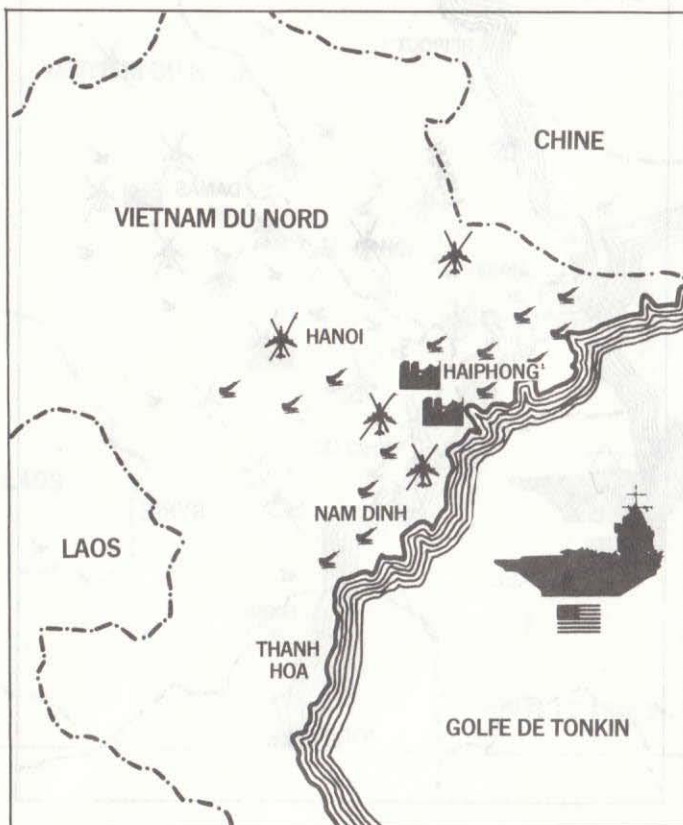 CHINE
VIETNAM DU NORD
HANOI
HAIPHONG
NAM DINH
LAOS
THANH
HOA
GOLFE DE TONKIN